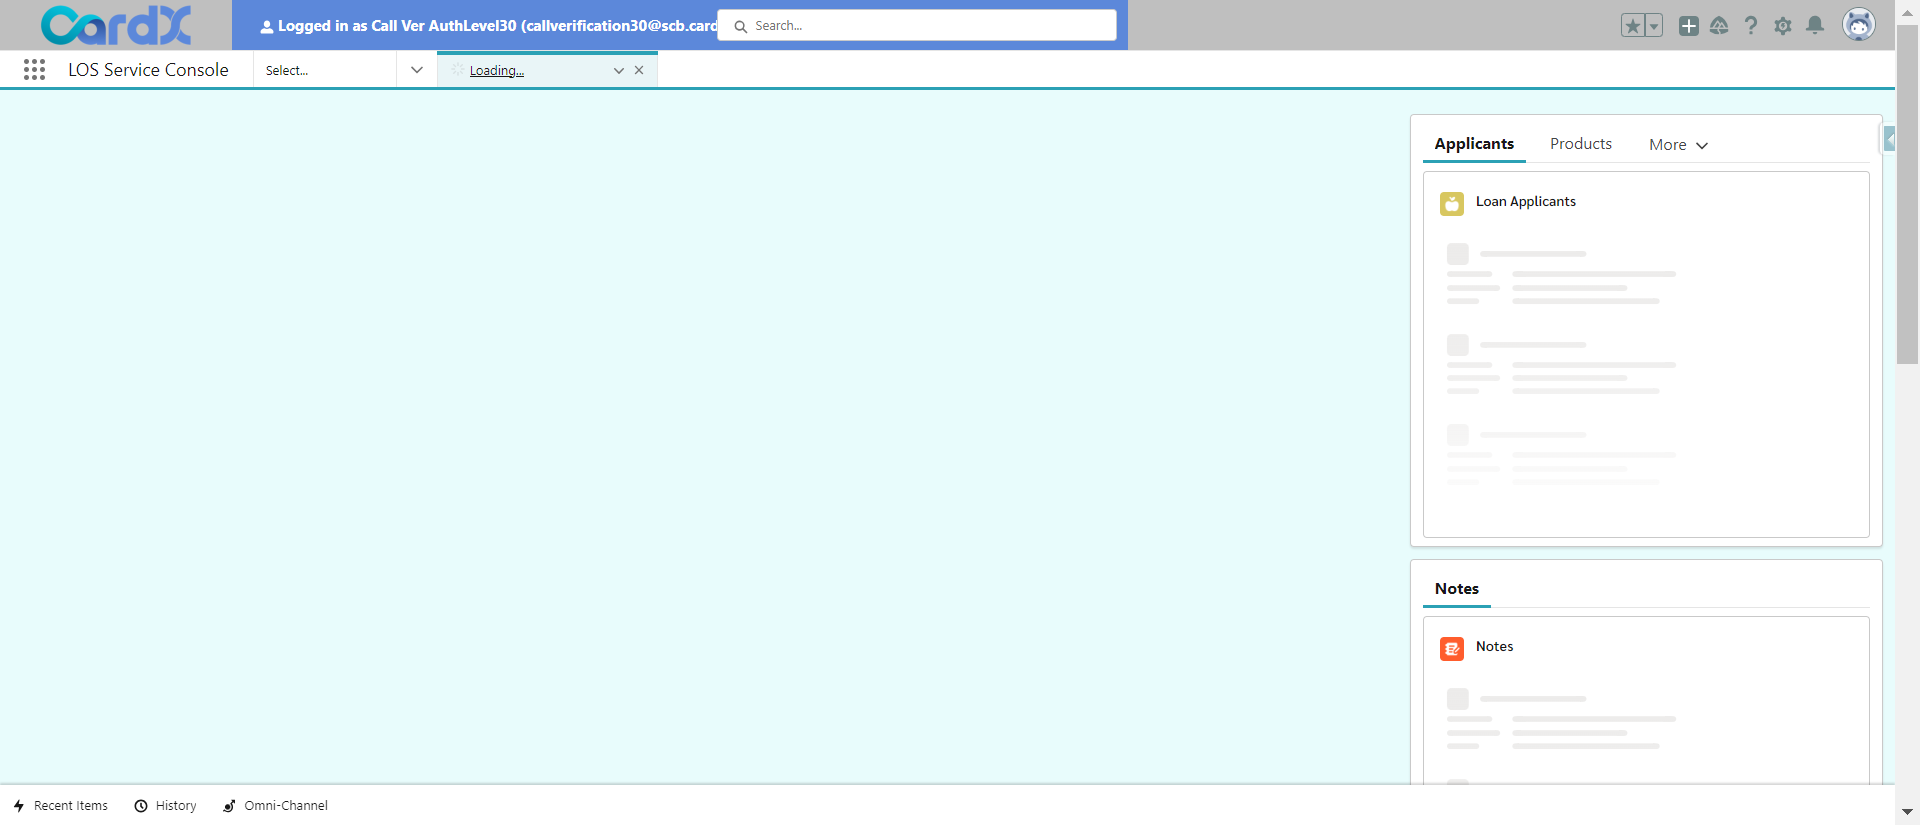 CardX
Logged in as Call Ver AuthLevel30 (callverification30@scb.card
Search...
LOS Service Console
Select...
Loading...
Applicants
Products
More
Loan Applicants
Notes
Notes
Recent Items
History
Omni-Channel